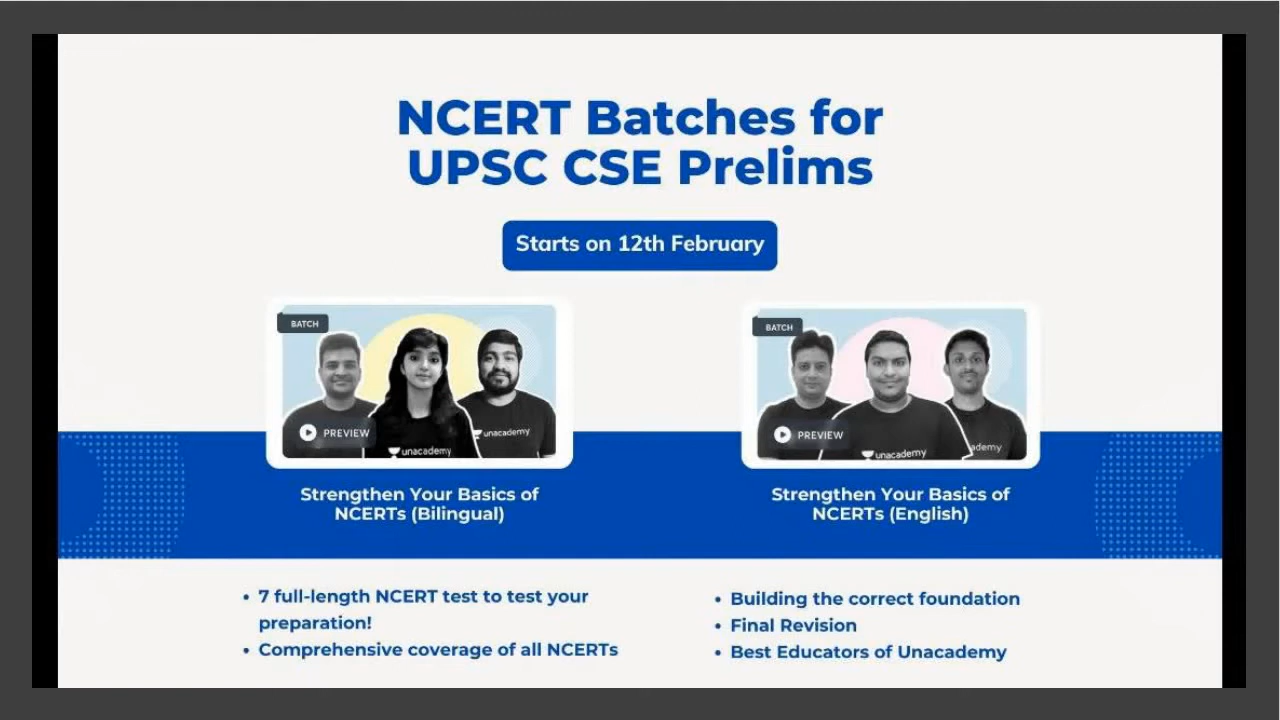 NCERT Batches for
UPSC CSE Prelims
Starts on 12th February
BATCH
PREVIEW
unacademy
unacademy
Strengthen Your Basics of
NCERTs (Bilingual)
BATCH
PREVIEW
unacademy
ademy
Strengthen Your Basics of
NCERTs (English)
• 7 full-length NCERT test to test your
preparation!
• Comprehensive coverage of all NCERTs
• Building the correct foundation
• Final Revision
• Best Educators of Unacademy